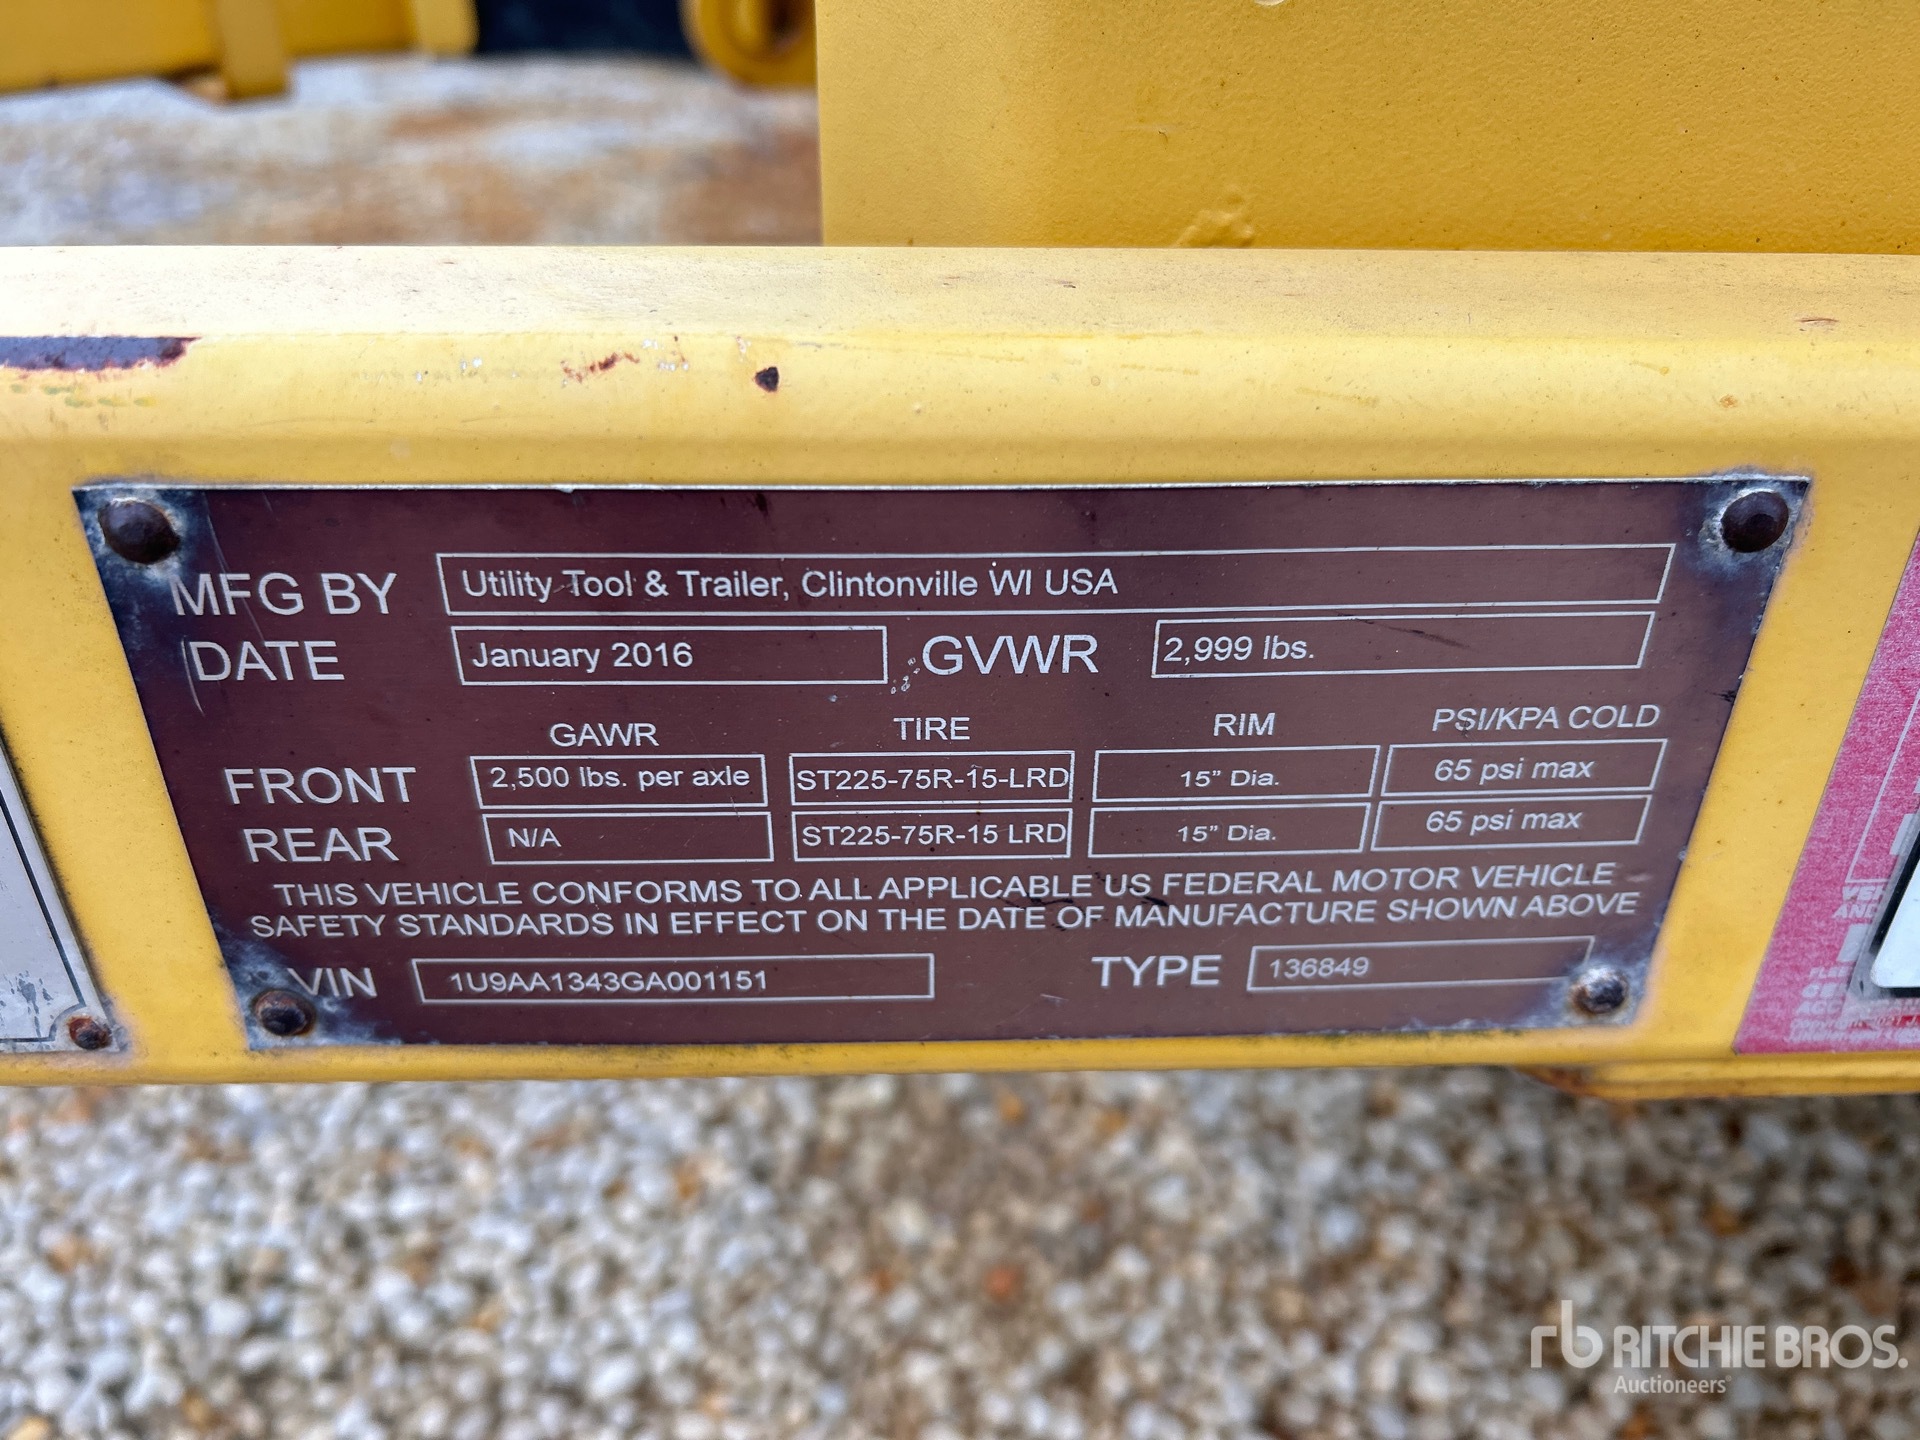 MFG BY Utility Tool & Trailer, Clintonville WI USA
DATE January 2016 GVWR 2,999 lbs.
GAWR TIRE RIM PSI/KPA COLD
FRONT 2,500 lbs. per axle ST225-75R-15-LRD 15" Dia. 65 psi max
REAR N/A ST225-75R-15 LRD 15" Dia. 65 psi max
THIS VEHICLE CONFORMS TO ALL APPLICABLE US FEDERAL MOTOR VEHICLE
SAFETY STANDARDS IN EFFECT ON THE DATE OF MANUFACTURE SHOWN ABOVE
VIN 1U9AA1343GA001151 TYPE 136849
rb RITCHIE BROS.
Auctioneers